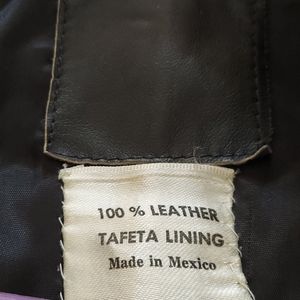 100 % LEATHER
TAFETA LINING
Made in Mexico